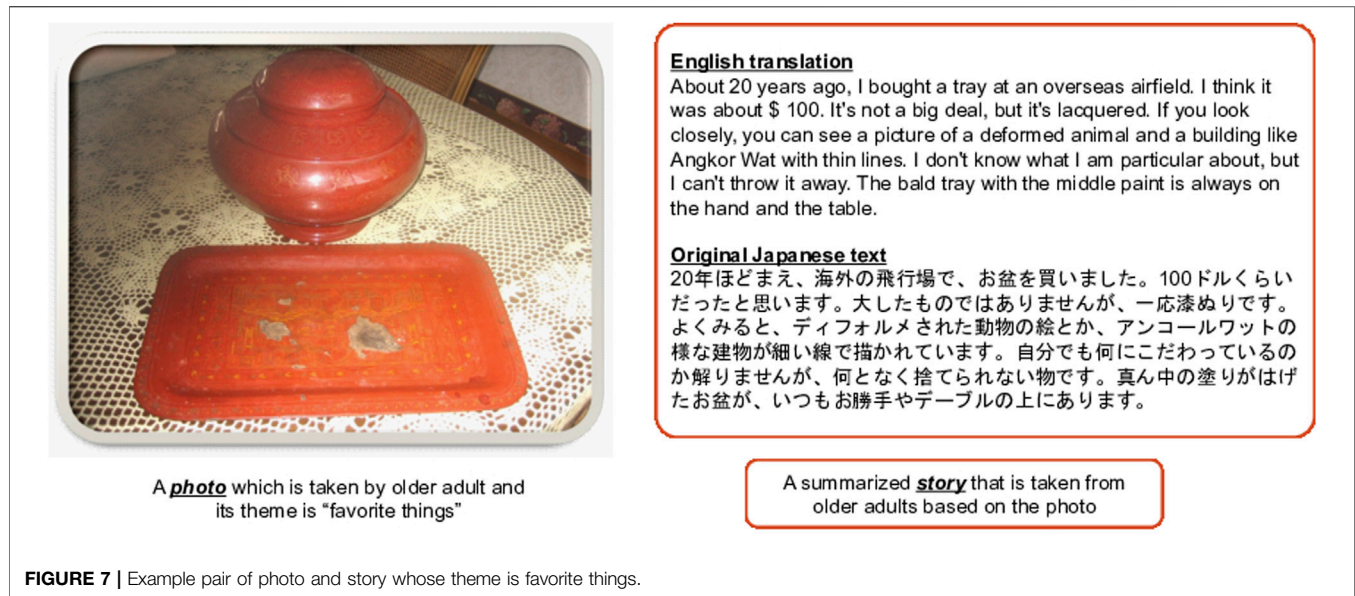 English translation
About 20 years ago, I bought a tray at an overseas airfield. I think it
was about $ 100. It's not a big deal, but it's lacquered. If you look
closely, you can see a picture of a deformed animal and a building like
Angkor Wat with thin lines. I don't know what I am particular about, but
I can't throw it away. The bald tray with the middle paint is always on
the hand and the table.
Original Japanese text
20年ほどまえ、海外の飛行場で、お盆を買いました。100ドルくらい
だったと思います。大したものではありませんが、一応漆ぬりです。
よくみると、ディフォルメされた動物の絵とか、アンコールワットの
様な建物が細い線で描かれています。自分でも何にこだわっているの
か解りませんが、何となく捨てられない物です。真ん中の塗りがはげ
たお盆が、いつもお勝手やデーブルの上にあります。
A photo which is taken by older adult and
its theme is “favorite things”
A summarized story that is taken from
older adults based on the photo
FIGURE 7 | Example pair of photo and story whose theme is favorite things.